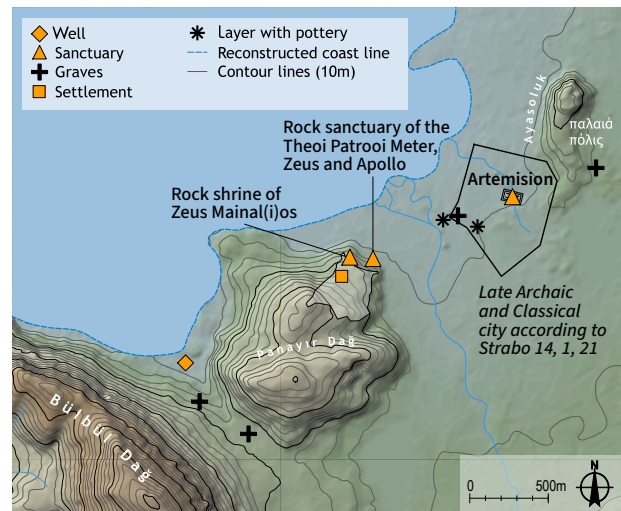 Well
Sanctuary
Graves
Settlement
Layer with pottery
Reconstructed coast line
Contour lines (10m)
Rock sanctuary of the
Theoi Patrooi Meter,
Zeus and Apollo
Rock shrine of
Zeus Mainal(i)os
Ayasoluk
παλαιά
πόλις
Artemision
Late Archaic
and Classical
city according to
Strabo 14, 1, 21
Panayır Dağ
Bülbül Dağ
0 500m
N